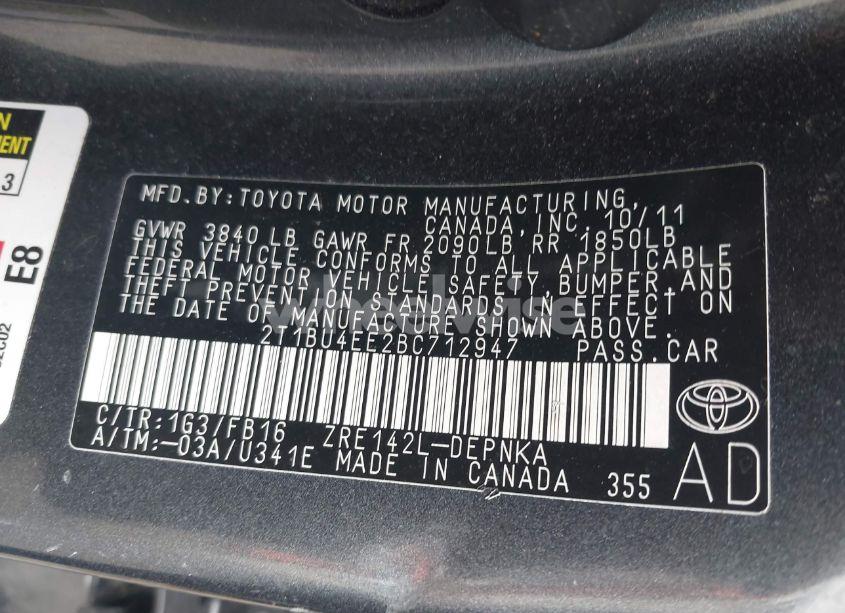 N
MENT
3
E8
MFD.BY:TOYOTA MOTOR MANUFACTURING,
CANADA,INC. 10/11
GVWR 3840 LB GAWR FR 2090LB RR 1850LB
THIS VEHICLE CONFORMS TO ALL APPLICABLE
FEDERAL MOTOR VEHICLE SAFETY,BUMPER,AND
THEFT PREVENTION STANDARDS IN EFFECT ON
THE DATE OF MANUFACTURE SHOWN ABOVE.
wheelwise
2T1BU4EE2BC712947 PASS.CAR
C/TR:1G3/FB16 ZRE142L-DEPNKA
A/TM:-03A/U341E MADE IN CANADA 355 AD